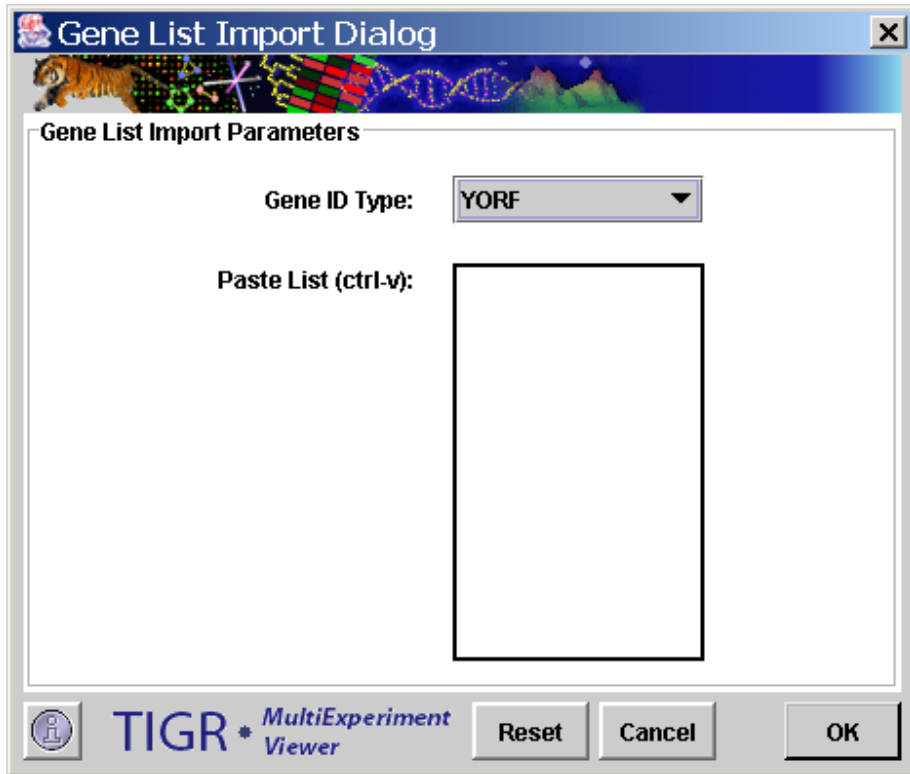 Gene List Import Dialog
Gene List Import Parameters
Gene ID Type: YORF
Paste List (ctrl-v):
TIGR • MultiExperiment Viewer
Reset Cancel OK